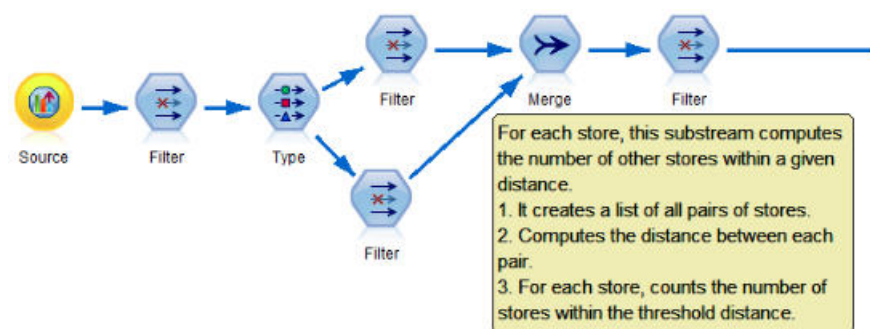 Filter
Merge
Filter
Source
Filter
Type
Filter
For each store, this substream computes
the number of other stores within a given
distance.
1. It creates a list of all pairs of stores.
2. Computes the distance between each
pair.
3. For each store, counts the number of
stores within the threshold distance.